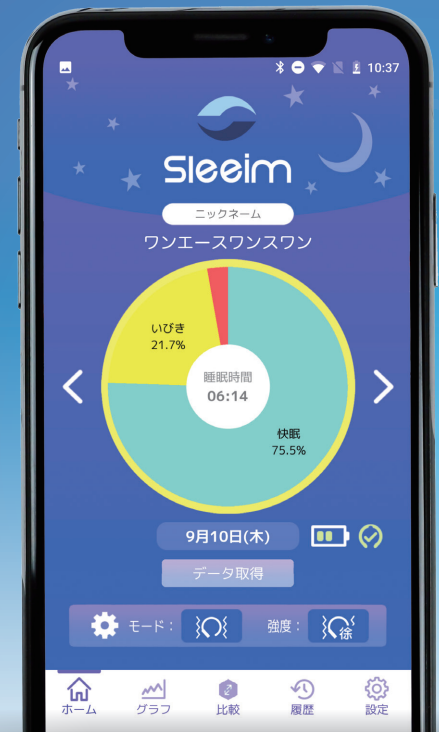 10:37
Sleeim
ニックネーム
ワンエースワンスワン
いびき
21.7%
睡眠時間
06:14
快眠
75.5%
9月10日(木)
データ取得
モード：
強度：
徐
ホーム
グラフ
比較
履歴
設定